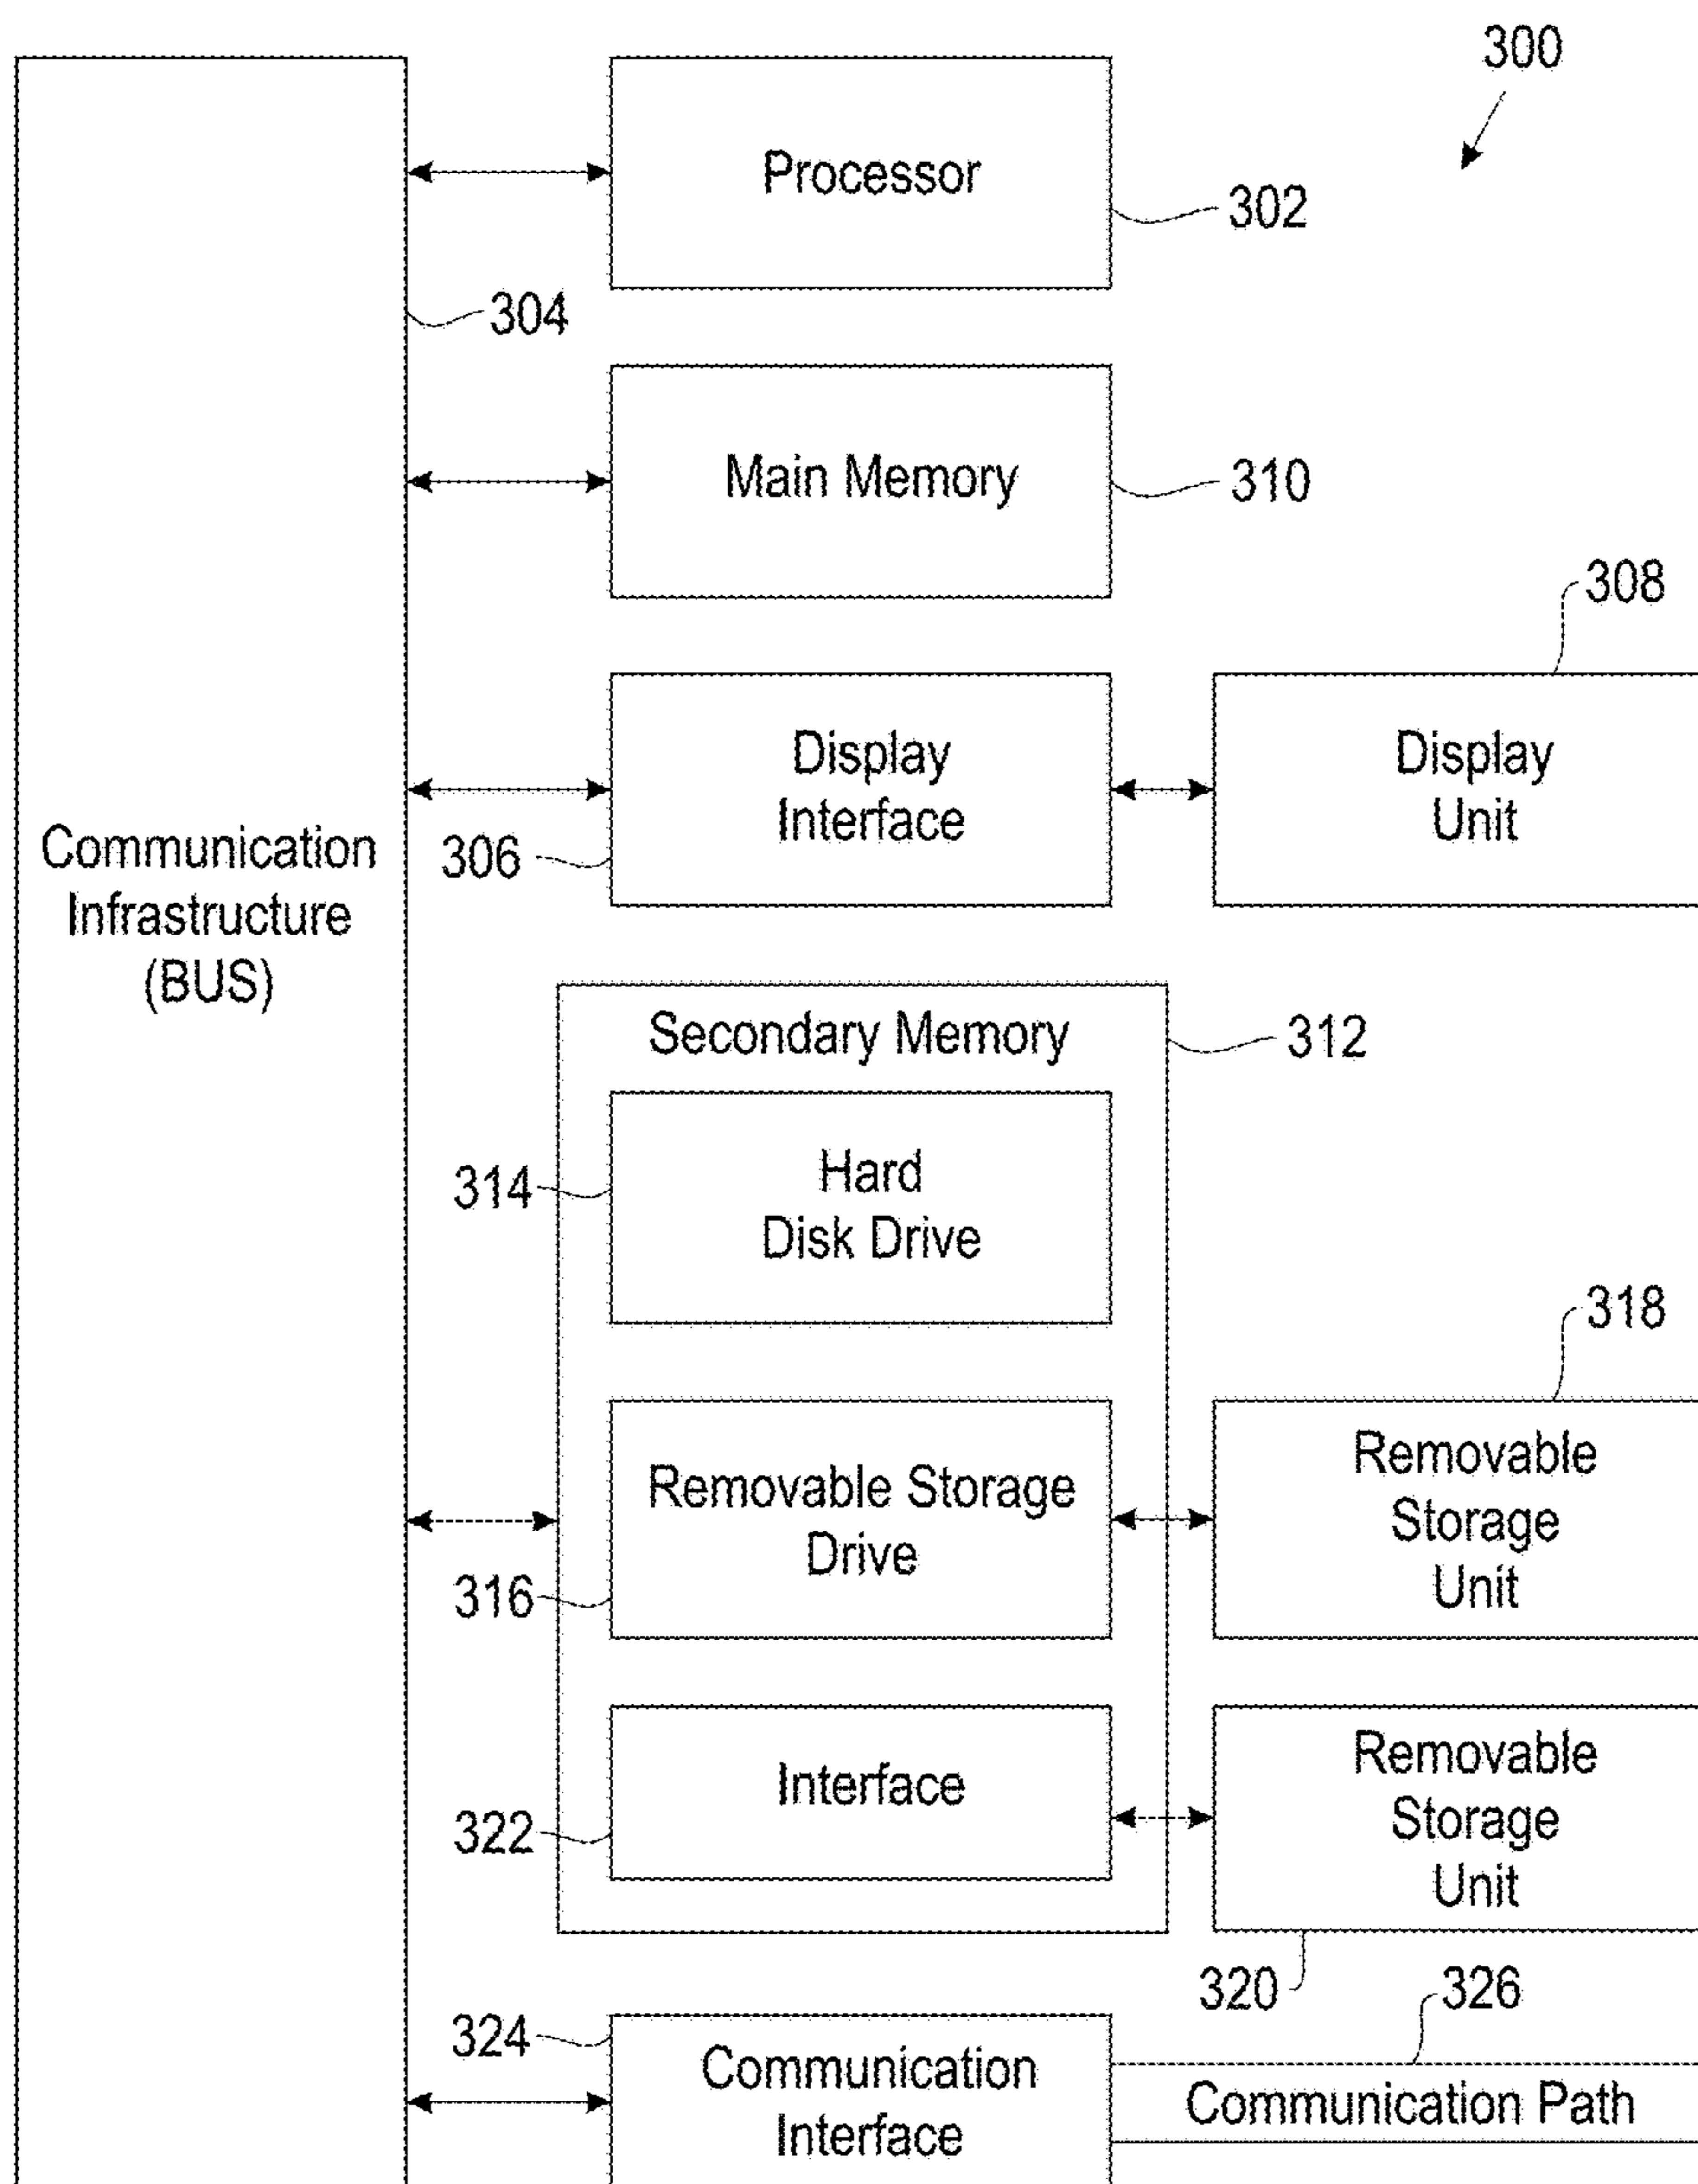 300
Processor
302
304
Main Memory
310
308
Display
Interface
306
Display
Unit
Communication
Infrastructure
(BUS)
Secondary Memory
312
Hard
Disk Drive
314
318
Removable Storage
Drive
316
Removable
Storage
Unit
Interface
322
Removable
Storage
Unit
320
326
324
Communication
Interface
Communication Path